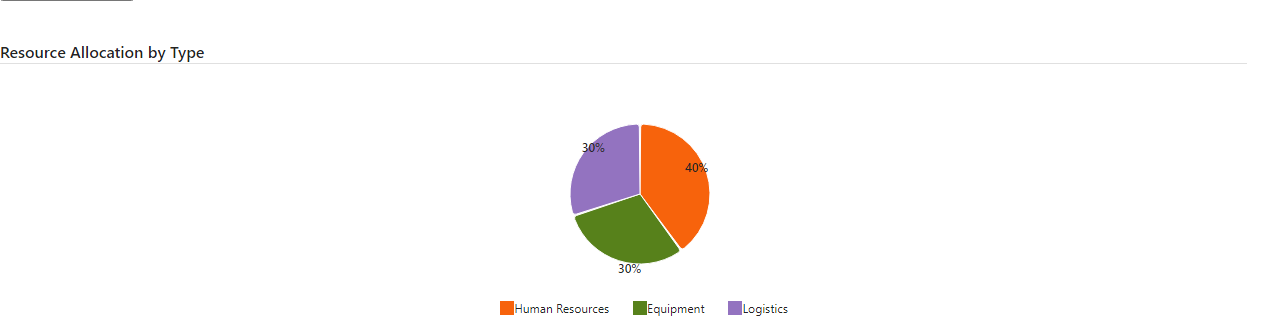 Resource Allocation by Type
30%
40%
30%
Human Resources
Equipment
Logistics